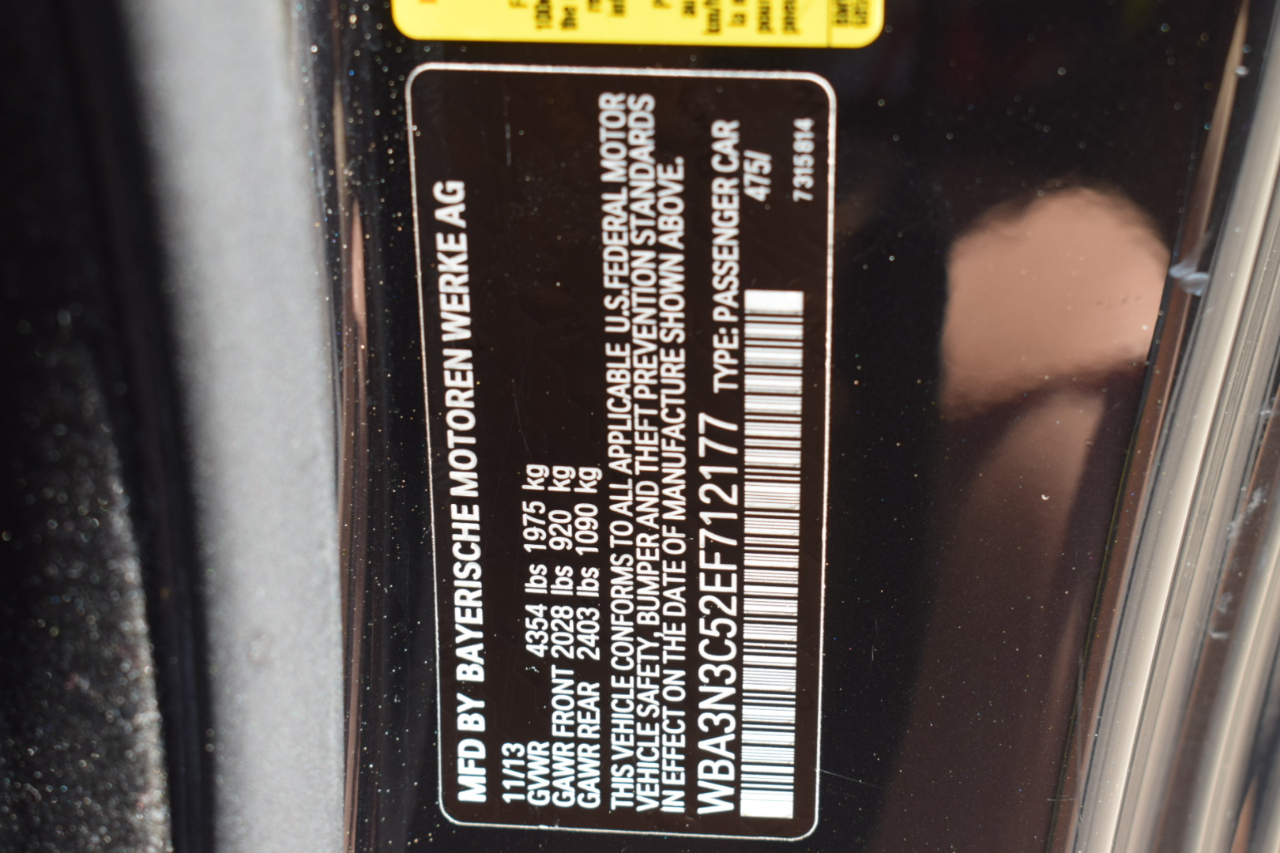 MFD BY BAYERISCHE MOTOREN WERKE AG
11/13
GVWR 4354 lbs 1975 kg
GAWR FRONT 2028 lbs 920 kg
GAWR REAR 2403 lbs 1090 kg
THIS VEHICLE CONFORMS TO ALL APPLICABLE U.S.FEDERAL MOTOR
VEHICLE SAFETY, BUMPER AND THEFT PREVENTION STANDARDS
IN EFFECT ON THE DATE OF MANUFACTURE SHOWN ABOVE.
WBA3N3C52EF712177 TYPE: PASSENGER CAR
475/
7315814